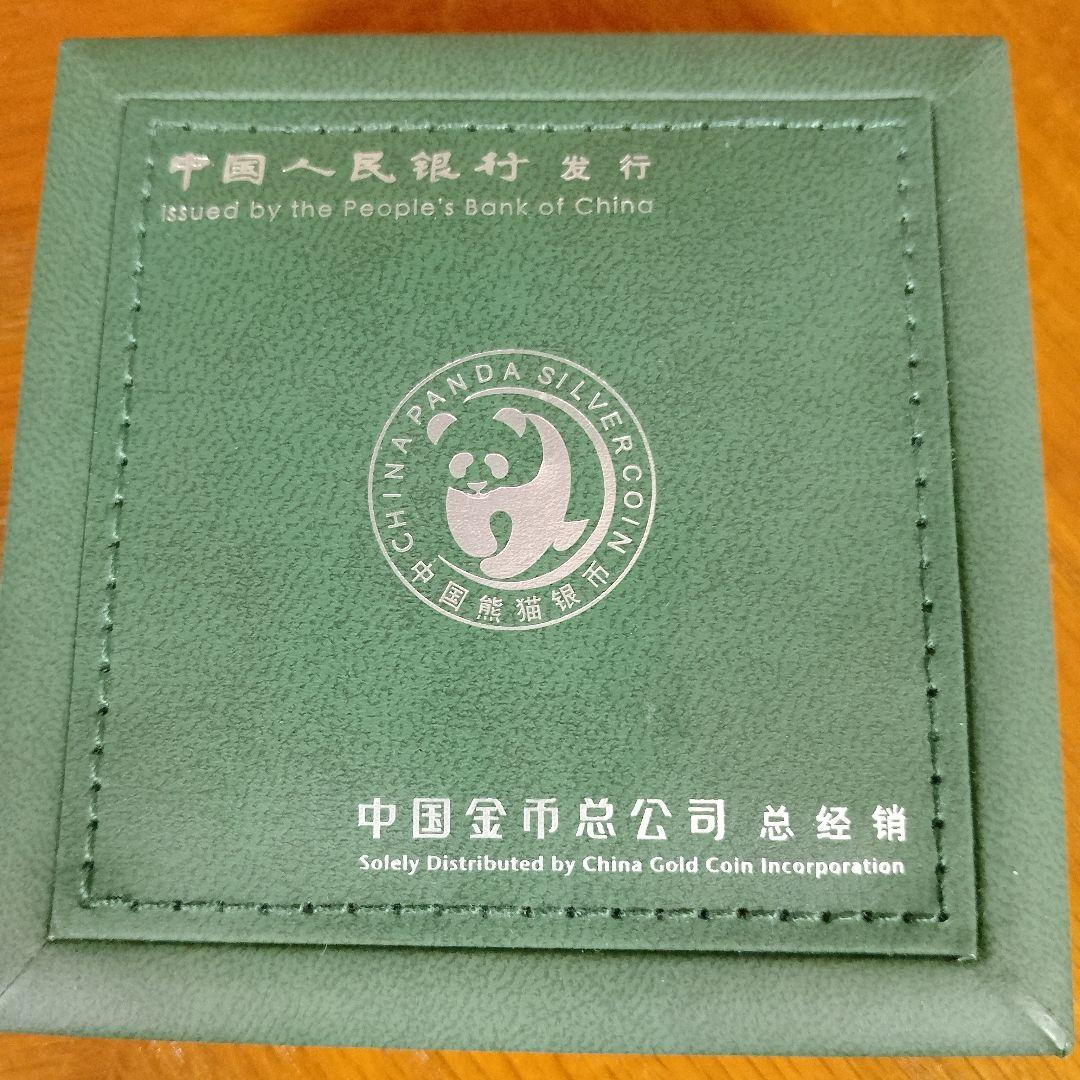 中国人民银行 发行
Issued by the People's Bank of China
CHINA PANDA SILVER COIN
中国熊猫银币
中国金币总公司 总经销
Solely Distributed by China Gold Coin Incorporation